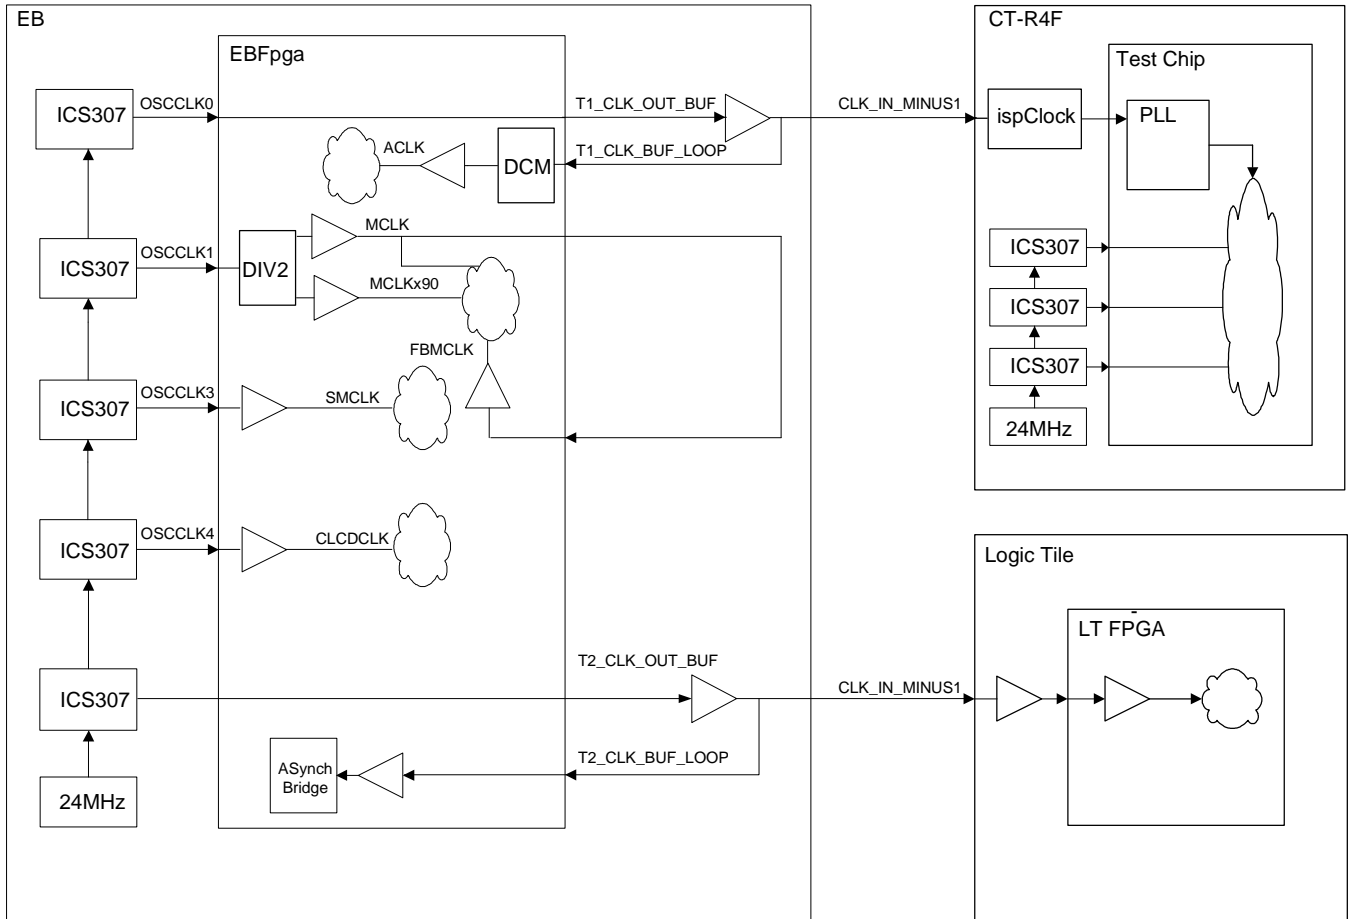 EB
CT-R4F
EBFpga
Test Chip
ICS307
OSCCLK0
T1_CLK_OUT_BUF
CLK_IN_MINUS1
ispClock
PLL
ACLK
DCM
T1_CLK_BUF_LOOP
ICS307
OSCCLK1
DIV2
MCLK
MCLKx90
ICS307
ICS307
FBMCLK
ICS307
ICS307
OSCCLK3
SMCLK
24MHz
ICS307
OSCCLK4
CLCDCLK
Logic Tile
LT FPGA
ICS307
T2_CLK_OUT_BUF
CLK_IN_MINUS1
T2_CLK_BUF_LOOP
ASynch
Bridge
24MHz